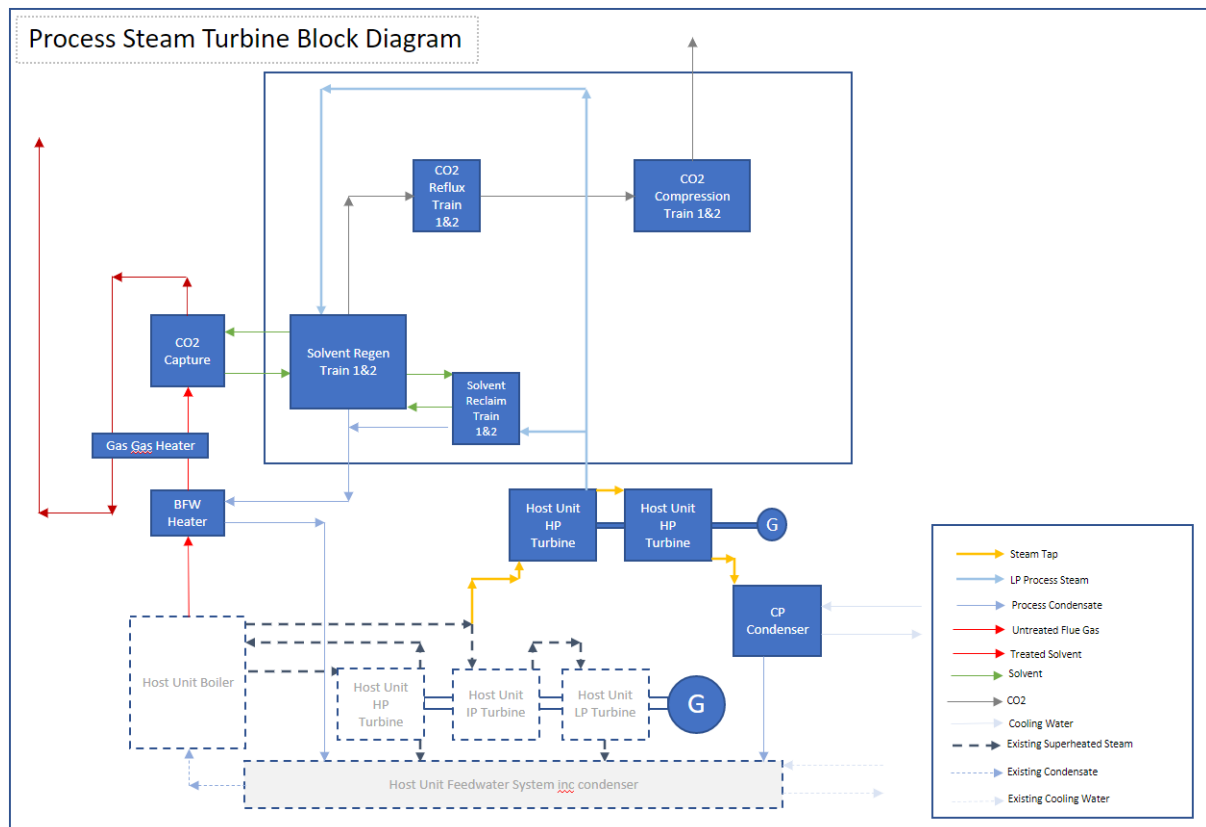 Process Steam Turbine Block Diagram
CO2
Reflux
Train
1&2
CO2
Compression
Train 1&2
CO2
Capture
Solvent Regen
Train 1&2
Solvent
Reclaim
Train
1&2
Gas Gas Heater
BFW
Heater
Host Unit
HP
Turbine
Host Unit
HP
Turbine
G
CP
Condenser
Host Unit Boiler
Host Unit
HP
Turbine
Host Unit
IP Turbine
Host Unit
LP Turbine
G
Host Unit Feedwater System inc condenser
Steam Tap
LP Process Steam
Process Condensate
Untreated Flue Gas
Treated Solvent
Solvent
CO2
Cooling Water
Existing Superheated Steam
Existing Condensate
Existing Cooling Water